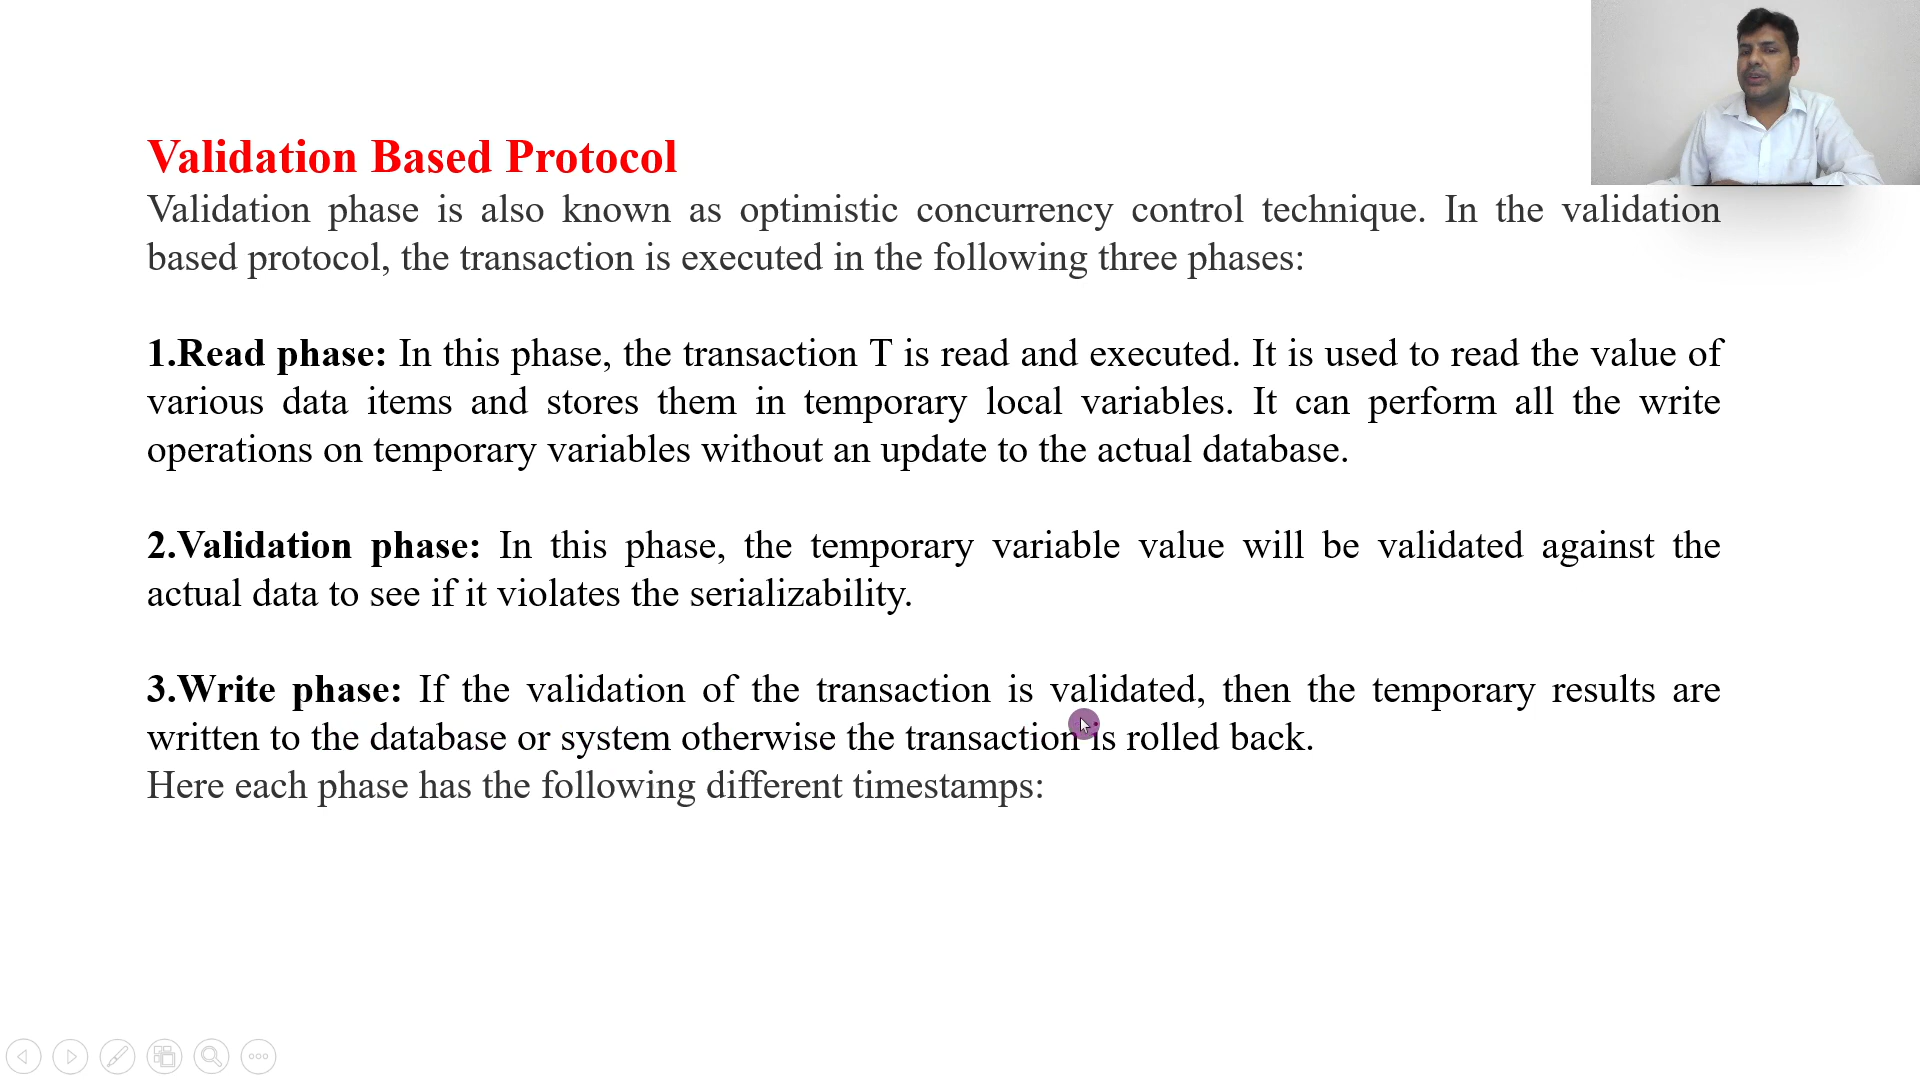 Validation Based Protocol
Validation phase is also known as optimistic concurrency control technique. In the validation
based protocol, the transaction is executed in the following three phases:
1.Read phase: In this phase, the transaction T is read and executed. It is used to read the value of
various data items and stores them in temporary local variables. It can perform all the write
operations on temporary variables without an update to the actual database.
2.Validation phase: In this phase, the temporary variable value will be validated against the
actual data to see if it violates the serializability.
3.Write phase: If the validation of the transaction is validated, then the temporary results are
written to the database or system otherwise the transaction is rolled back.
Here each phase has the following different timestamps: